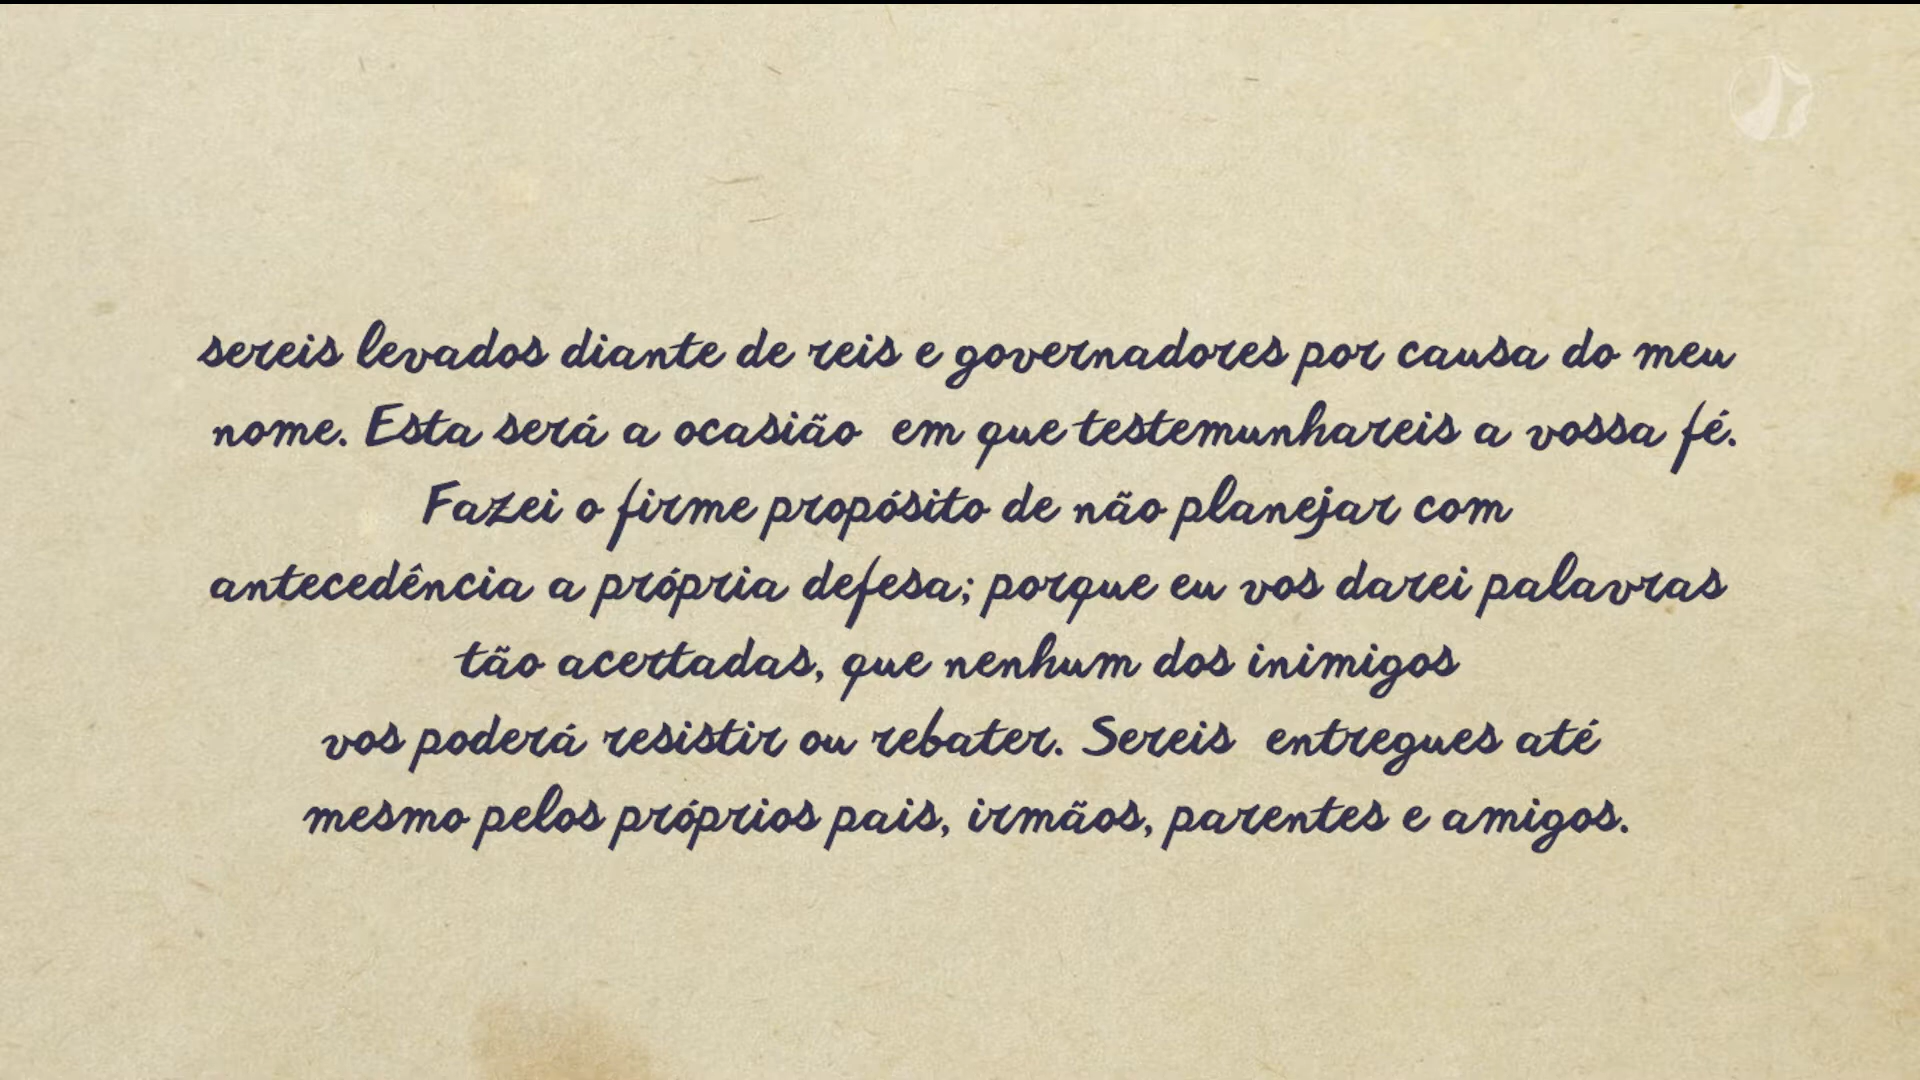 sereis levados diante de reis e governadores por causa do meu
nome. Esta será a ocasião em que testemunhareis a vossa fé.
Fazei o firme propósito de não planejar com
antecedência a própria defesa; porque eu vos darei palavras
tão acertadas, que nenhum dos inimigos
vos poderá resistir ou rebater. Sereis entregues até
mesmo pelos próprios pais, irmãos, parentes e amigos.